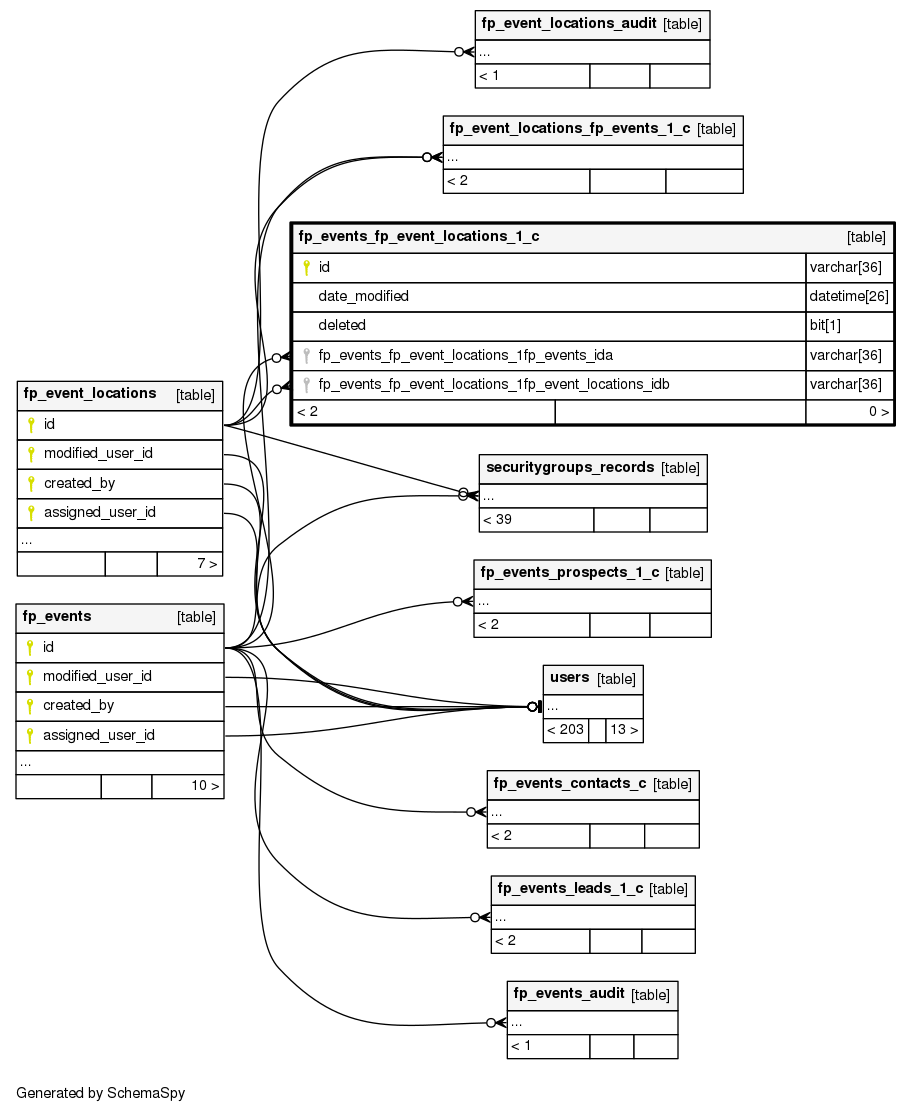 fp_event_locations_audit [table]
...
< 1
fp_event_locations_fp_events_1_c [table]
...
< 2
fp_events_fp_event_locations_1_c [table]
id varchar[36]
date_modified datetime[26]
deleted bit[1]
fp_events_fp_event_locations_1fp_events_ida varchar[36]
fp_events_fp_event_locations_1fp_event_locations_idb varchar[36]
< 2 0 >
fp_event_locations [table]
id
modified_user_id
created_by
assigned_user_id
...
7 >
securitygroups_records [table]
...
< 39
fp_events_prospects_1_c [table]
...
< 2
fp_events [table]
id
modified_user_id
created_by
assigned_user_id
...
10 >
users [table]
...
< 203 13 >
fp_events_contacts_c [table]
...
< 2
fp_events_leads_1_c [table]
...
< 2
fp_events_audit [table]
...
< 1
Generated by SchemaSpy